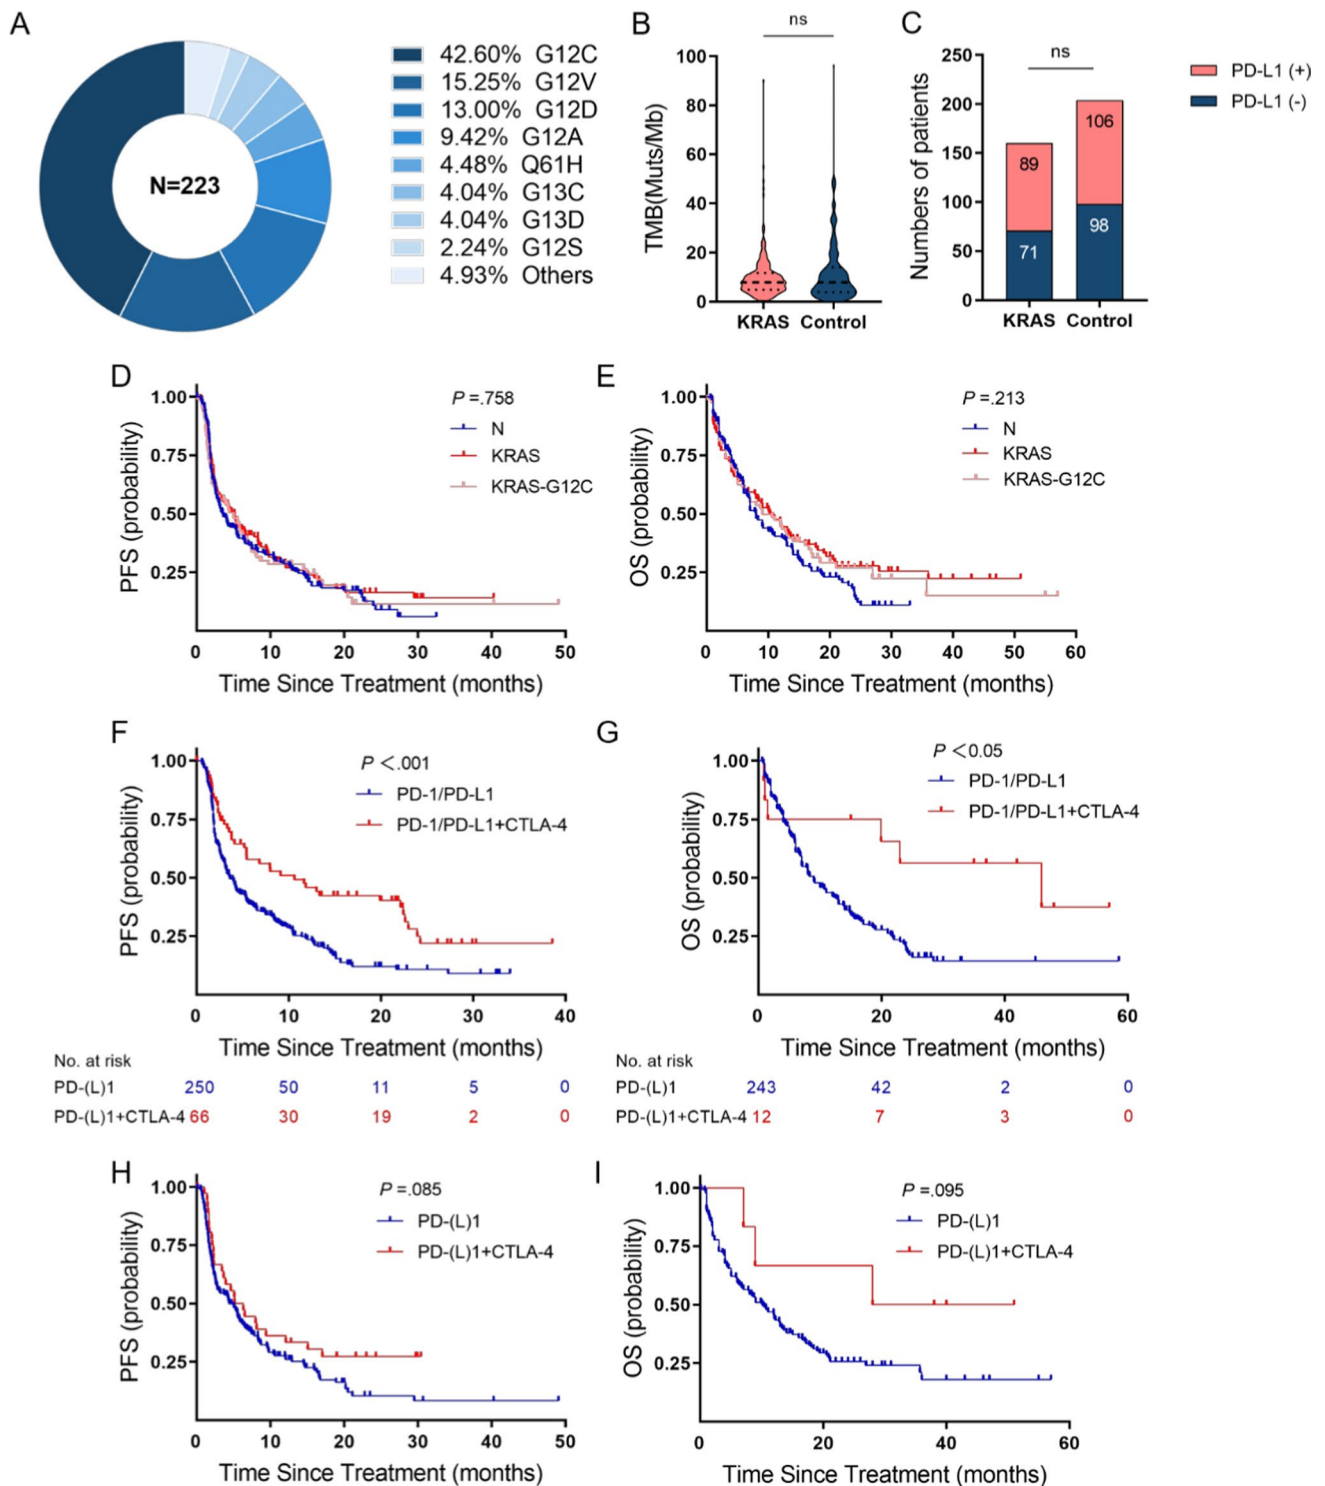 A
N=223
42.60% G12C
15.25% G12V
13.00% G12D
9.42% G12A
4.48% Q61H
4.04% G13C
4.04% G13D
2.24% G12S
4.93% Others
B
ns
TMB(Muts/Mb)
100
80
60
40
20
0
KRAS Control
C
ns
Numbers of patients
250
200
150
100
50
0
89
71
106
98
KRAS Control
PD-L1 (+)
PD-L1 (-)
D
PFS (probability)
1.00
0.75
0.50
0.25
P =.758
N
KRAS
KRAS-G12C
0 10 20 30 40 50
Time Since Treatment (months)
E
OS (probability)
1.00
0.75
0.50
0.25
P =.213
N
KRAS
KRAS-G12C
0 10 20 30 40 50 60
Time Since Treatment (months)
F
PFS (probability)
1.00
0.75
0.50
0.25
P <.001
PD-1/PD-L1
PD-1/PD-L1+CTLA-4
0 10 20 30 40
Time Since Treatment (months)
No. at risk
PD-(L)1 250 50 11 5 0
PD-(L)1+CTLA-4 66 30 19 2 0
G
OS (probability)
1.00
0.75
0.50
0.25
P <0.05
PD-1/PD-L1
PD-1/PD-L1+CTLA-4
0 20 40 60
Time Since Treatment (months)
No. at risk
PD-(L)1 243 42 2 0
PD-(L)1+CTLA-4 12 7 3 0
H
PFS (probability)
1.00
0.75
0.50
0.25
P =.085
PD-(L)1
PD-(L)1+CTLA-4
0 10 20 30 40 50
Time Since Treatment (months)
I
OS (probability)
1.00
0.75
0.50
0.25
P =.095
PD-(L)1
PD-(L)1+CTLA-4
0 20 40 60
Time Since Treatment (months)